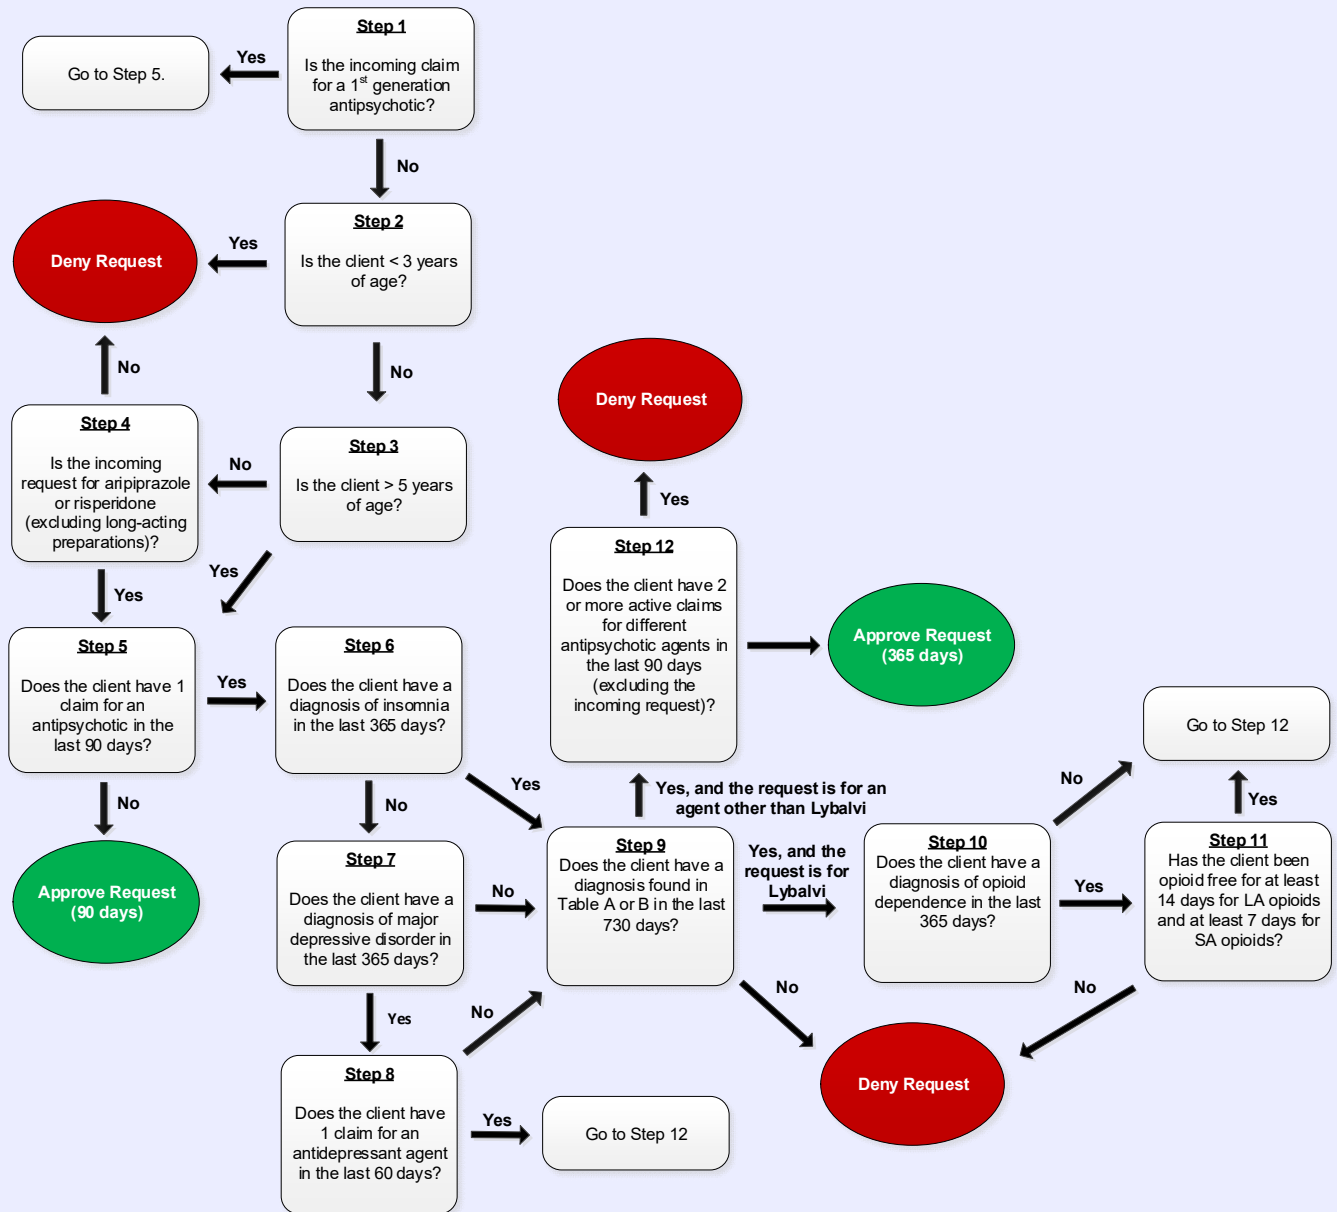 Step 1
Is the incoming claim
for a 1st generation
antipsychotic?
Yes
Go to Step 5.
No
Step 2
Is the client < 3 years
of age?
Yes
Deny Request
No
Step 3
Is the client > 5 years
of age?
No
Step 4
Is the incoming
request for aripiprazole
or risperidone
(excluding long-acting
preparations)?
No
Yes
Yes
Step 5
Does the client have 1
claim for an
antipsychotic in the
last 90 days?
Yes
No
Approve Request
(90 days)
Step 6
Does the client have a
diagnosis of insomnia
in the last 365 days?
Yes
No
Step 7
Does the client have a
diagnosis of major
depressive disorder in
the last 365 days?
No
Yes
Step 8
Does the client have
1 claim for an
antidepressant agent
in the last 60 days?
No
Yes
Go to Step 12
Step 9
Does the client have a
diagnosis found in
Table A or B in the last
730 days?
Yes, and the request is for an
agent other than Lybalvi
Yes, and the
request is for
Lybalvi
No
Deny Request
Step 10
Does the client have a
diagnosis of opioid
dependence in the last
365 days?
No
Yes
Step 11
Has the client been
opioid free for at least
14 days for LA opioids
and at least 7 days for
SA opioids?
Yes
No
Go to Step 12
Step 12
Does the client have 2
or more active claims
for different
antipsychotic agents in
the last 90 days
(excluding the
incoming request)?
Yes
Deny Request
Approve Request
(365 days)